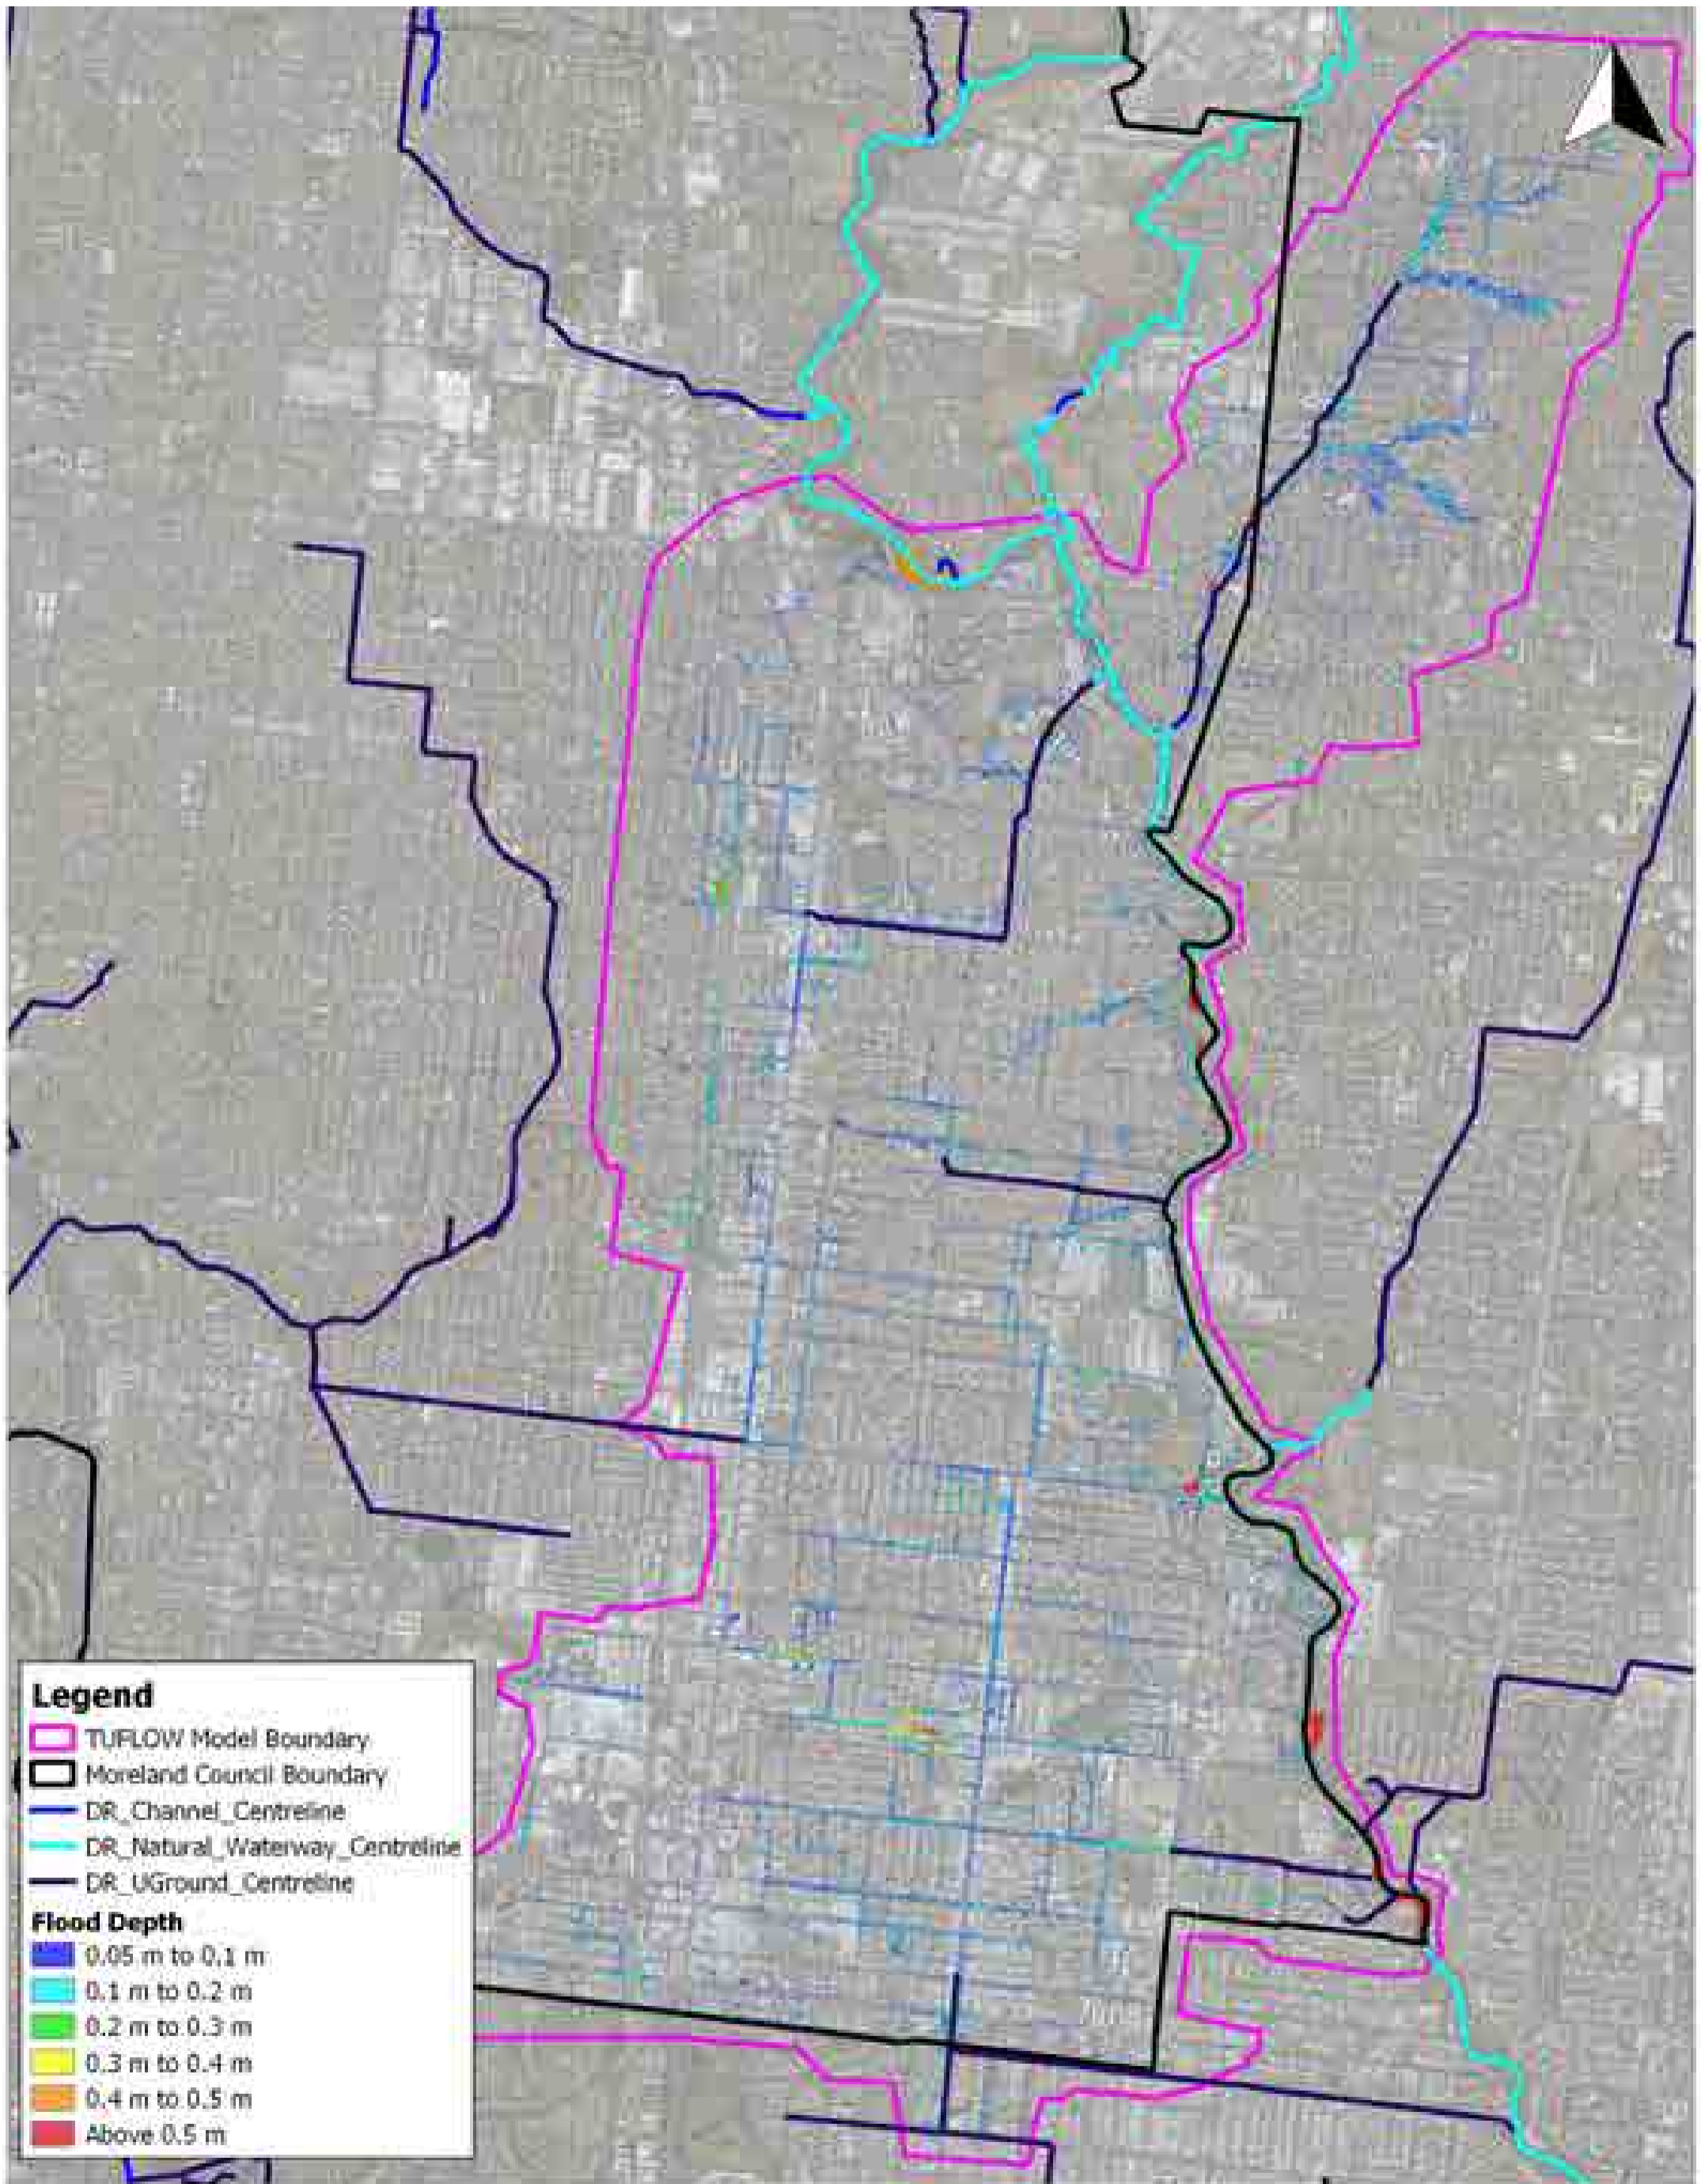 Legend
TUFLOW Model Boundary
Moreland Council Boundary
DR_Channel_Centreline
DR_Natural_Waterway_Centreline
DR_UGround_Centreline
Flood Depth
0.05 m to 0.1 m
0.1 m to 0.2 m
0.2 m to 0.3 m
0.3 m to 0.4 m
0.4 m to 0.5 m
Above 0.5 m